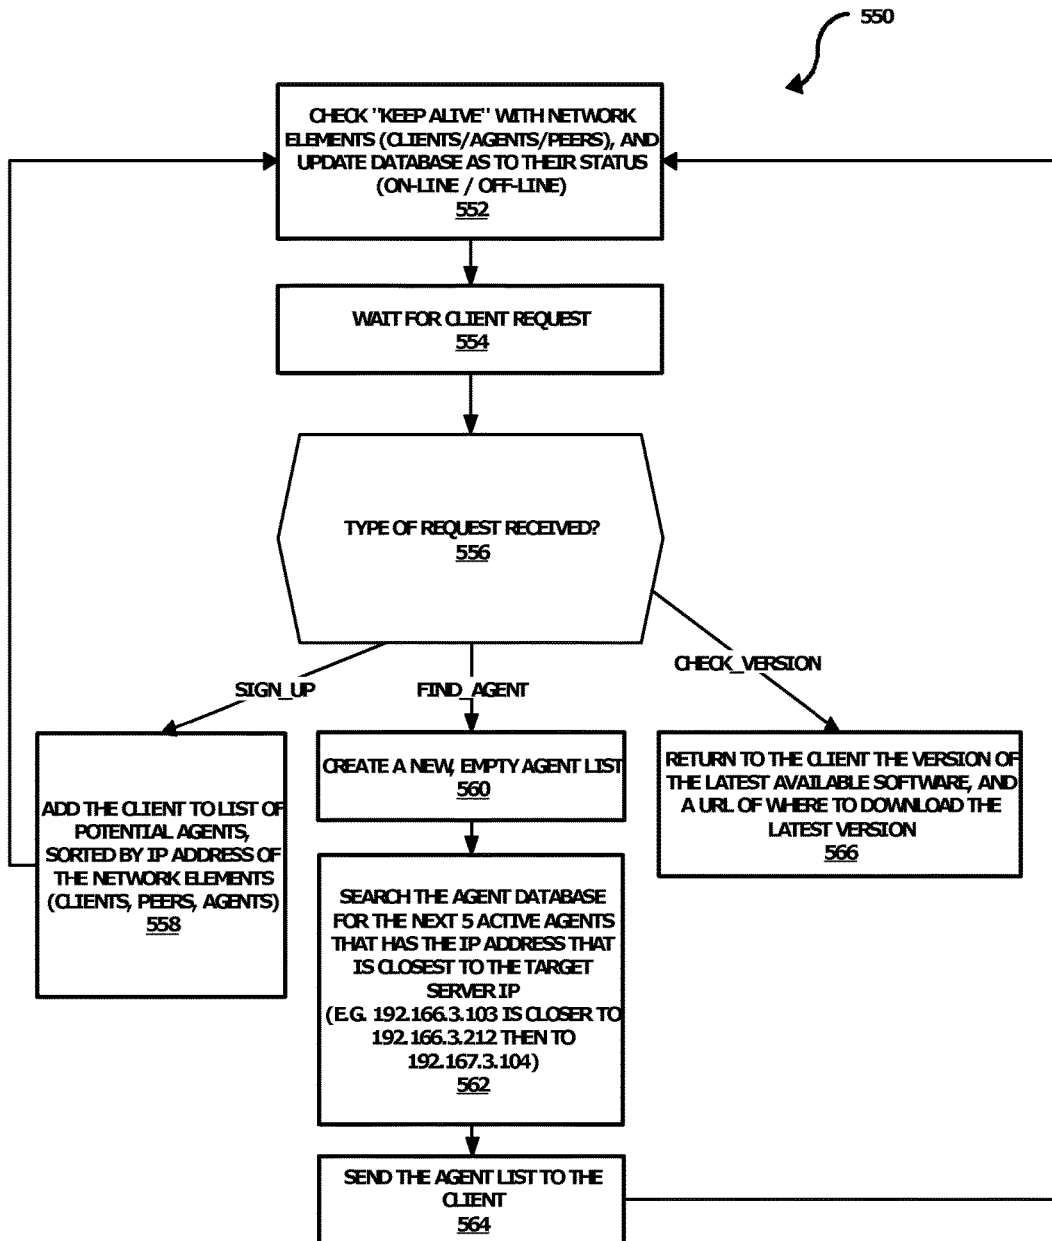 550
CHECK "KEEP ALIVE" WITH NETWORK
ELEMENTS (CLIENTS/AGENTS/PEERS), AND
UPDATE DATABASE AS TO THEIR STATUS
(ON-LINE / OFF-LINE)
552
WAIT FOR CLIENT REQUEST
554
TYPE OF REQUEST RECEIVED?
556
SIGN_UP
FIND_AGENT
CHECK_VERSION
ADD THE CLIENT TO LIST OF
POTENTIAL AGENTS,
SORTED BY IP ADDRESS OF
THE NETWORK ELEMENTS
(CLIENTS, PEERS, AGENTS)
558
CREATE A NEW, EMPTY AGENT LIST
560
RETURN TO THE CLIENT THE VERSION OF
THE LATEST AVAILABLE SOFTWARE, AND
A URL OF WHERE TO DOWNLOAD THE
LATEST VERSION
566
SEARCH THE AGENT DATABASE
FOR THE NEXT 5 ACTIVE AGENTS
THAT HAS THE IP ADDRESS THAT
IS CLOSEST TO THE TARGET
SERVER IP
(E.G. 192.166.3.103 IS CLOSER TO
192.166.3.212 THEN TO
192.167.3.104)
562
SEND THE AGENT LIST TO THE
CLIENT
564